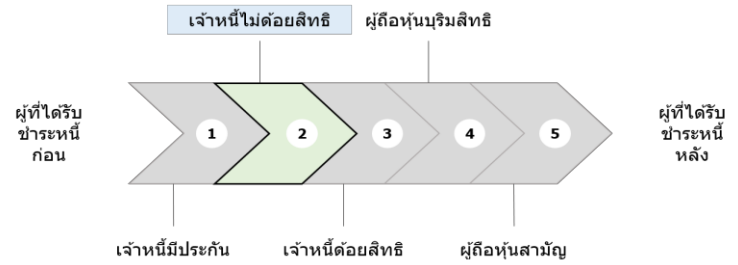 เจ้าหนี้ไม่ด้อยสิทธิ
ผู้ถือหุ้นบุริมสิทธิ
ผู้ที่ได้รับ
ชำระหนี้
ก่อน
1
2
3
4
5
ผู้ที่ได้รับ
ชำระหนี้
หลัง
เจ้าหนี้มีประกัน
เจ้าหนี้ด้อยสิทธิ
ผู้ถือหุ้นสามัญ